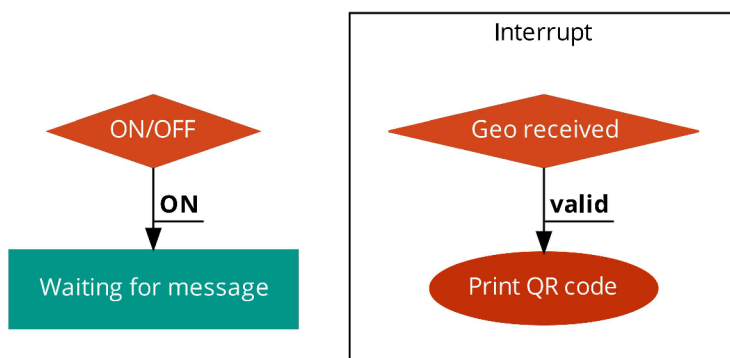 Interrupt
ON/OFF
Geo received
ON
valid
Waiting for message
Print QR code